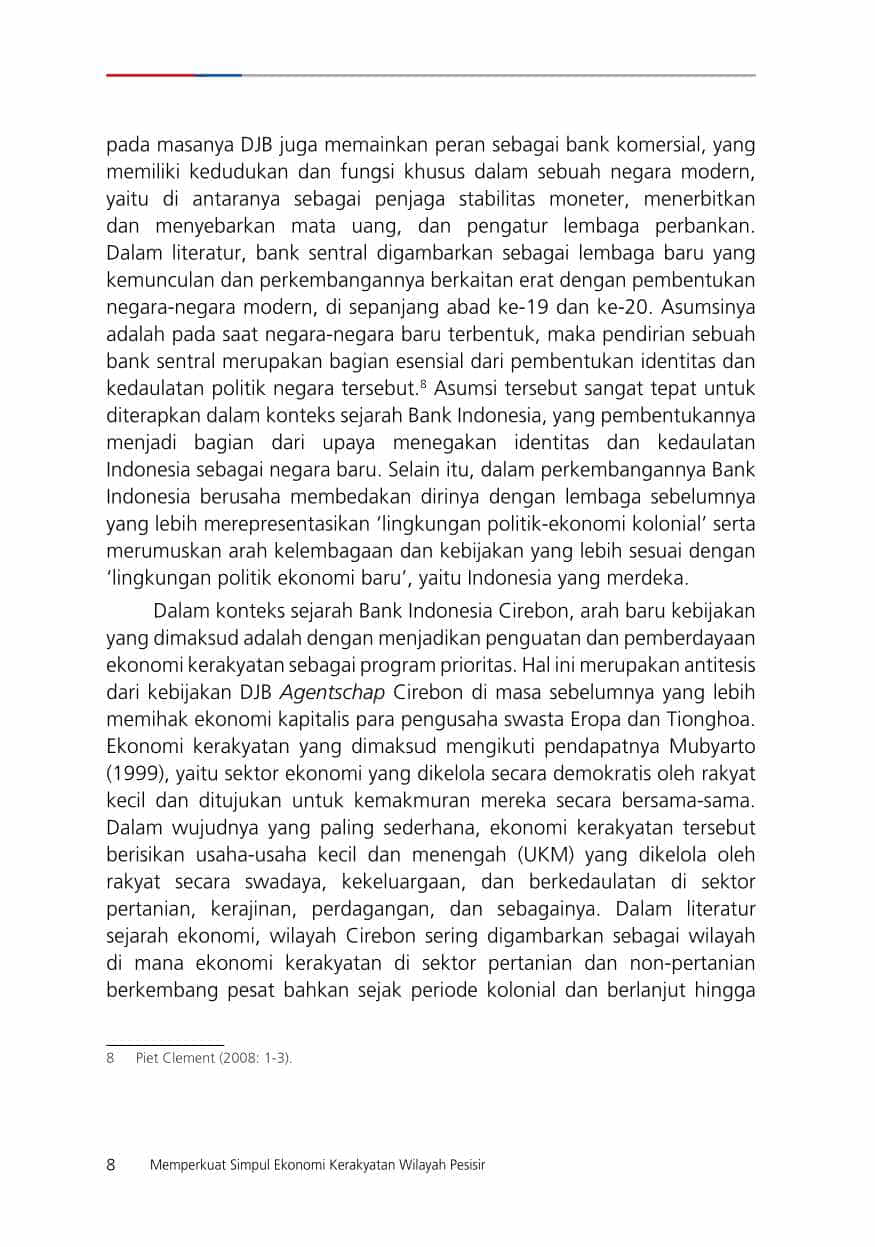 pada masanya DJB juga memainkan peran sebagai bank komersial, yang
memiliki kedudukan dan fungsi khusus dalam sebuah negara modern,
yaitu di antaranya sebagai penjaga stabilitas moneter, menerbitkan
dan menyebarkan mata uang, dan pengatur lembaga perbankan.
Dalam literatur, bank sentral digambarkan sebagai lembaga baru yang
kemunculan dan perkembangannya berkaitan erat dengan pembentukan
negara-negara modern, di sepanjang abad ke-19 dan ke-20. Asumsinya
adalah pada saat negara-negara baru terbentuk, maka pendirian sebuah
bank sentral merupakan bagian esensial dari pembentukan identitas dan
kedaulatan politik negara tersebut.⁸ Asumsi tersebut sangat tepat untuk
diterapkan dalam konteks sejarah Bank Indonesia, yang pembentukannya
menjadi bagian dari upaya menegakan identitas dan kedaulatan
Indonesia sebagai negara baru. Selain itu, dalam perkembangannya Bank
Indonesia berusaha membedakan dirinya dengan lembaga sebelumnya
yang lebih merepresentasikan ‘lingkungan politik-ekonomi kolonial’ serta
merumuskan arah kelembagaan dan kebijakan yang lebih sesuai dengan
‘lingkungan politik ekonomi baru’, yaitu Indonesia yang merdeka.
Dalam konteks sejarah Bank Indonesia Cirebon, arah baru kebijakan
yang dimaksud adalah dengan menjadikan penguatan dan pemberdayaan
ekonomi kerakyatan sebagai program prioritas. Hal ini merupakan antitesis
dari kebijakan DJB Agentschap Cirebon di masa sebelumnya yang lebih
memihak ekonomi kapitalis para pengusaha swasta Eropa dan Tionghoa.
Ekonomi kerakyatan yang dimaksud mengikuti pendapatnya Mubyarto
(1999), yaitu sektor ekonomi yang dikelola secara demokratis oleh rakyat
kecil dan ditujukan untuk kemakmuran mereka secara bersama-sama.
Dalam wujudnya yang paling sederhana, ekonomi kerakyatan tersebut
berisikan usaha-usaha kecil dan menengah (UKM) yang dikelola oleh
rakyat secara swadaya, kekeluargaan, dan berkedaulatan di sektor
pertanian, kerajinan, perdagangan, dan sebagainya. Dalam literatur
sejarah ekonomi, wilayah Cirebon sering digambarkan sebagai wilayah
di mana ekonomi kerakyatan di sektor pertanian dan non-pertanian
berkembang pesat bahkan sejak periode kolonial dan berlanjut hingga
8 Piet Clement (2008: 1-3).
8 Memperkuat Simpul Ekonomi Kerakyatan Wilayah Pesisir